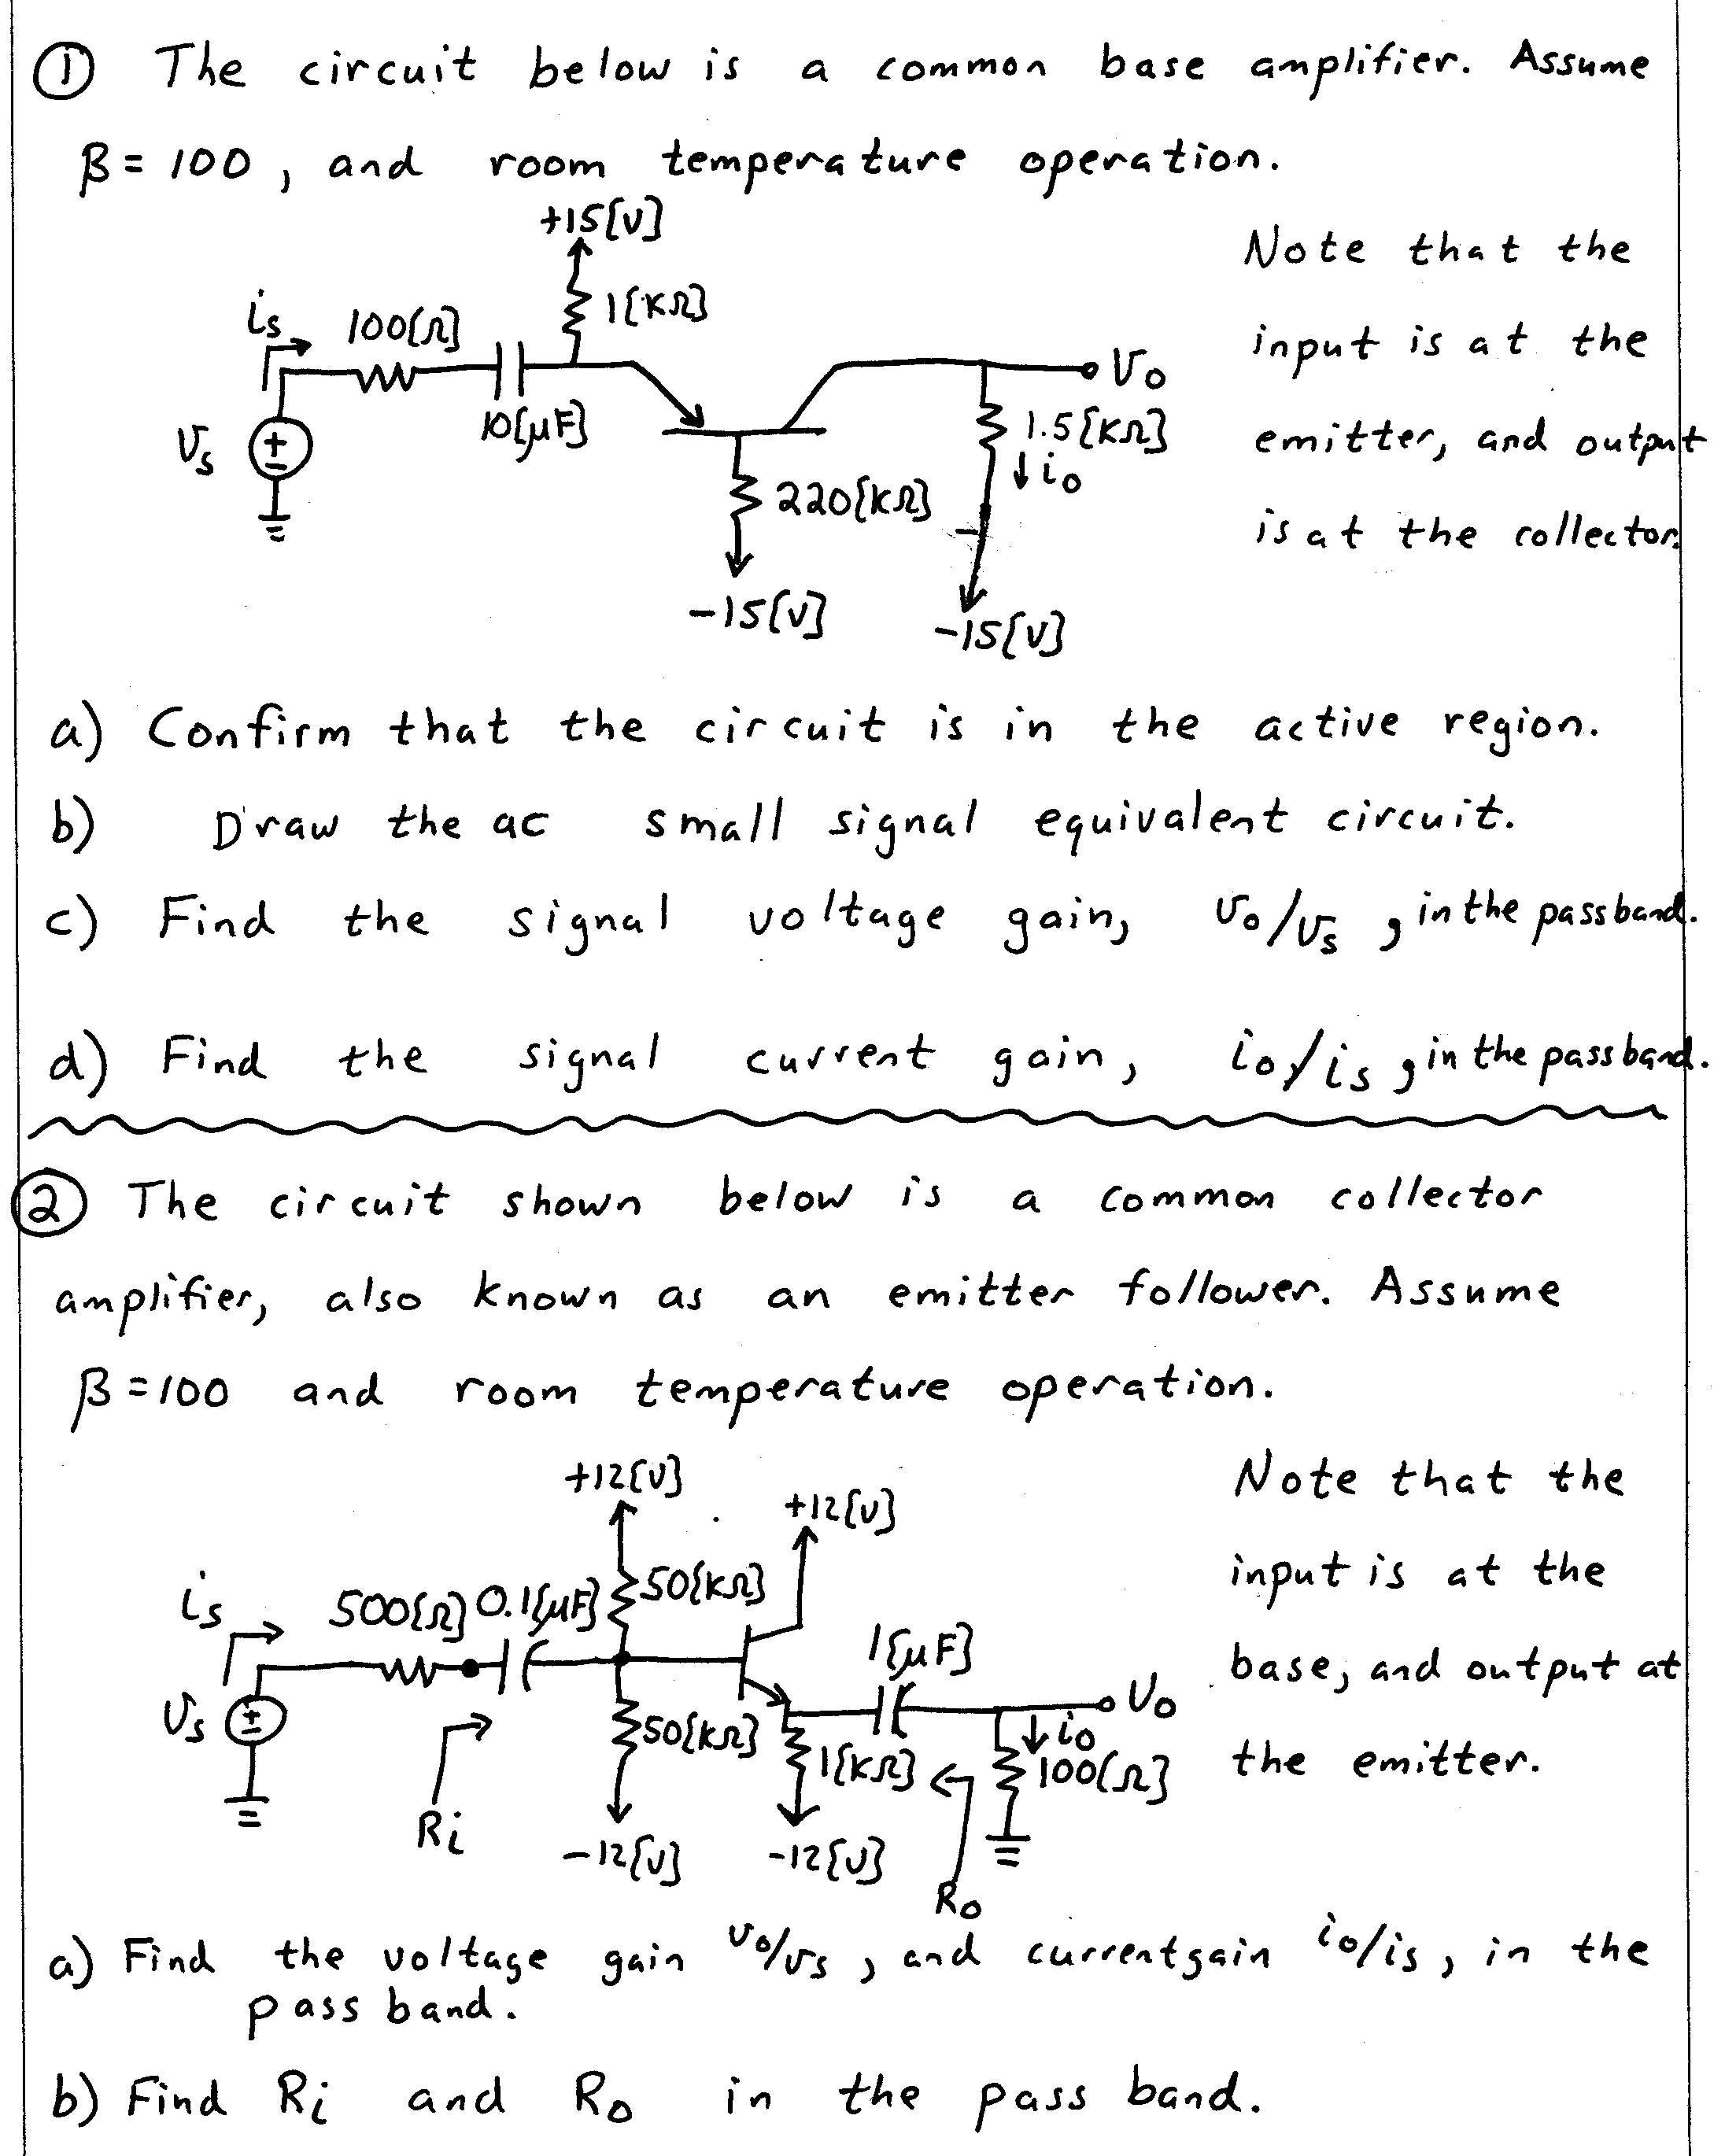 ① The circuit below is a common base amplifier. Assume
β = 100, and room temperature operation.
+15[V]
Note that the
is
100[Ω]
1[KΩ]
input is at the
vo
10[μF]
1.5[KΩ]
vs
+
-
emitter, and output
io
220[KΩ]
is at the collector.
-15[V]
-15[V]
a) Confirm that the circuit is in the active region.
b) Draw the ac small signal equivalent circuit.
c) Find the signal voltage gain, vo/vs, in the pass band.
d) Find the signal current gain, io/is, in the pass band.
② The circuit shown below is a common collector
amplifier, also known as an emitter follower. Assume
β = 100 and room temperature operation.
+12[V]
+12[V]
Note that the
is
500[Ω]
0.1[μF]
50[KΩ]
input is at the
1[μF]
base, and output at
vs
+
-
vo
50[KΩ]
io
1[KΩ]
100[Ω]
the emitter.
Ri
-12[V]
-12[V]
Ro
a) Find the voltage gain vo/vs, and current gain io/is, in the
pass band.
b) Find Ri and Ro in the pass band.